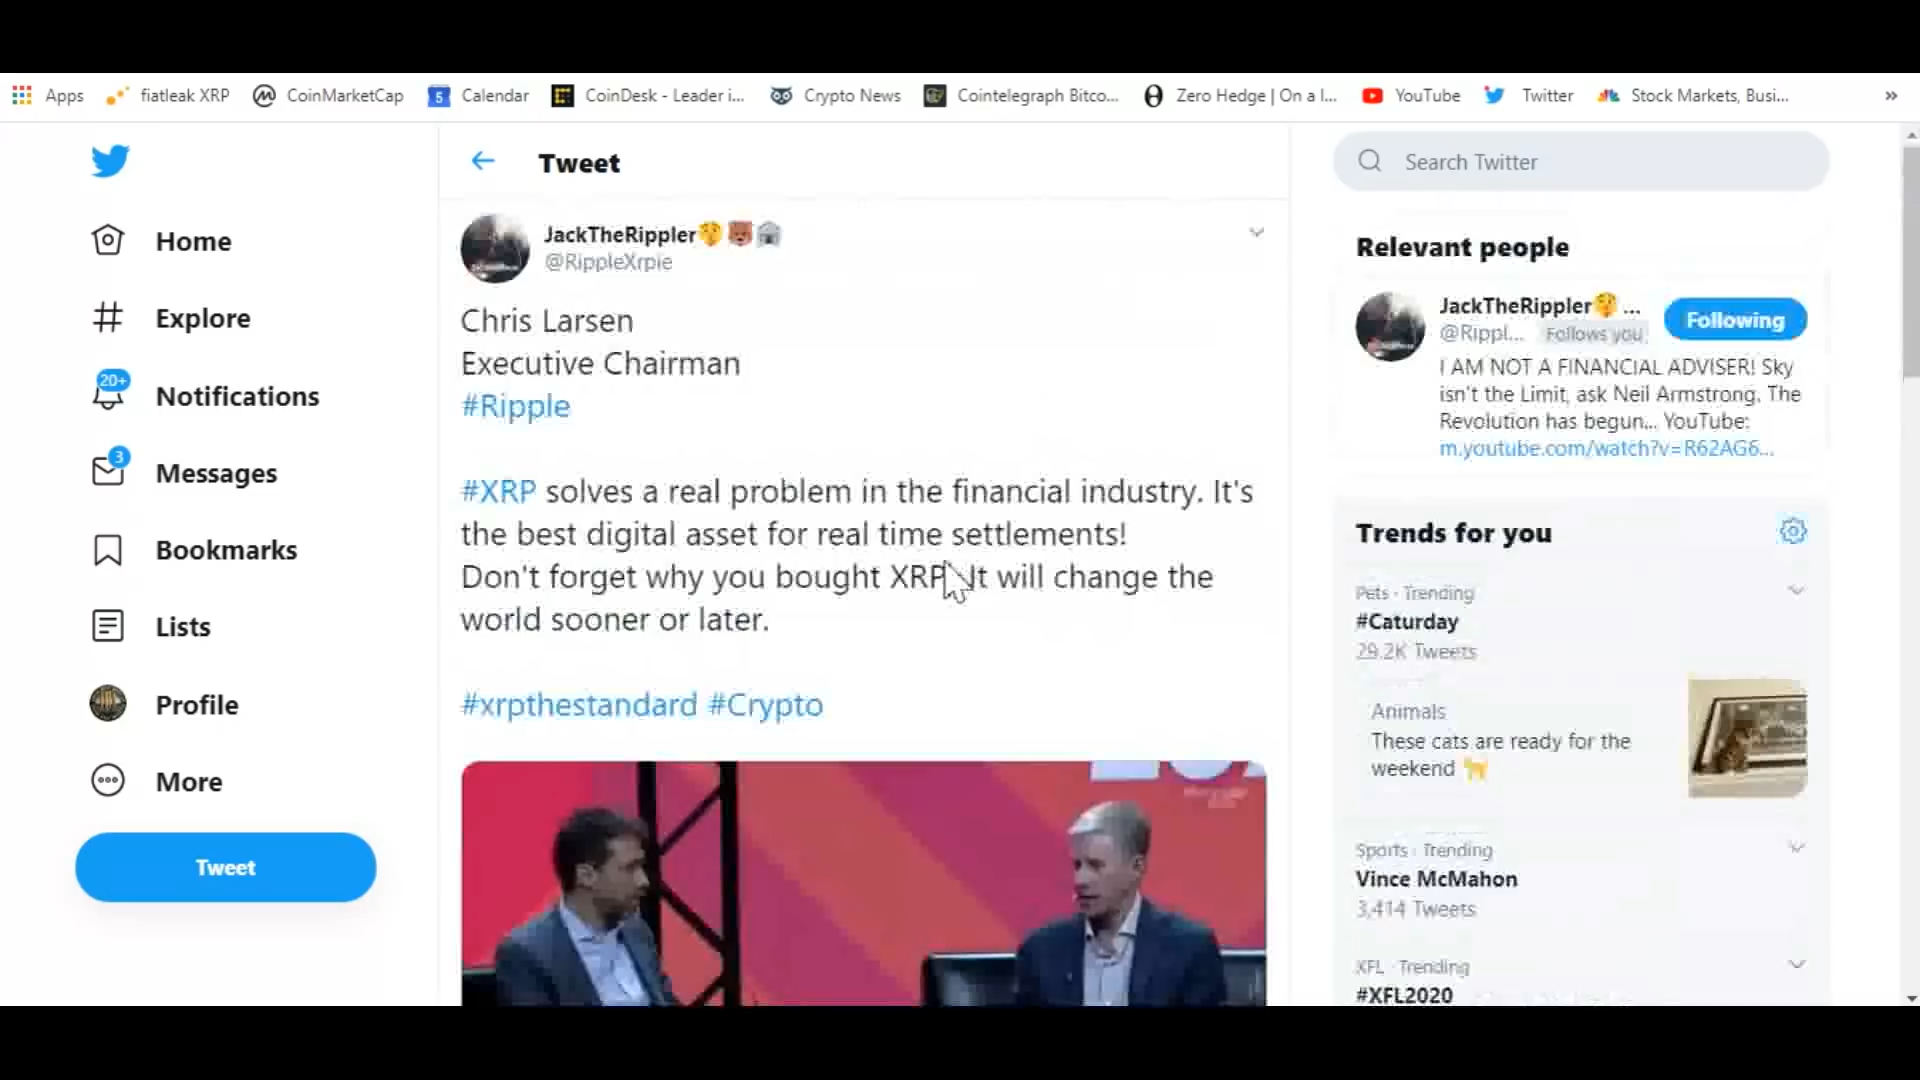 Apps fiatleak XRP CoinMarketCap 5 Calendar CoinDesk - Leader i... Crypto News Cointelegraph Bitco... Zero Hedge | On a l... YouTube Twitter Stock Markets, Busi... »
Tweet
Search Twitter
Home
Explore
20+
Notifications
3
Messages
Bookmarks
Lists
Profile
More
Tweet
JackTheRippler🤫🐻🏚
@RippleXrpie
Chris Larsen
Executive Chairman
#Ripple
#XRP solves a real problem in the financial industry. It's
the best digital asset for real time settlements!
Don't forget why you bought XRP. It will change the
world sooner or later.
#xrpthestandard #Crypto
Relevant people
JackTheRippler🤫 ...
@Rippl... Follows you
Following
I AM NOT A FINANCIAL ADVISER! Sky
isn't the Limit, ask Neil Armstrong. The
Revolution has begun... YouTube:
m.youtube.com/watch?v=R62AG6...
Trends for you
Pets · Trending
#Caturday
29.2K Tweets
Animals
These cats are ready for the
weekend 🐈
Sports · Trending
Vince McMahon
3,414 Tweets
XFL · Trending
#XFL2020